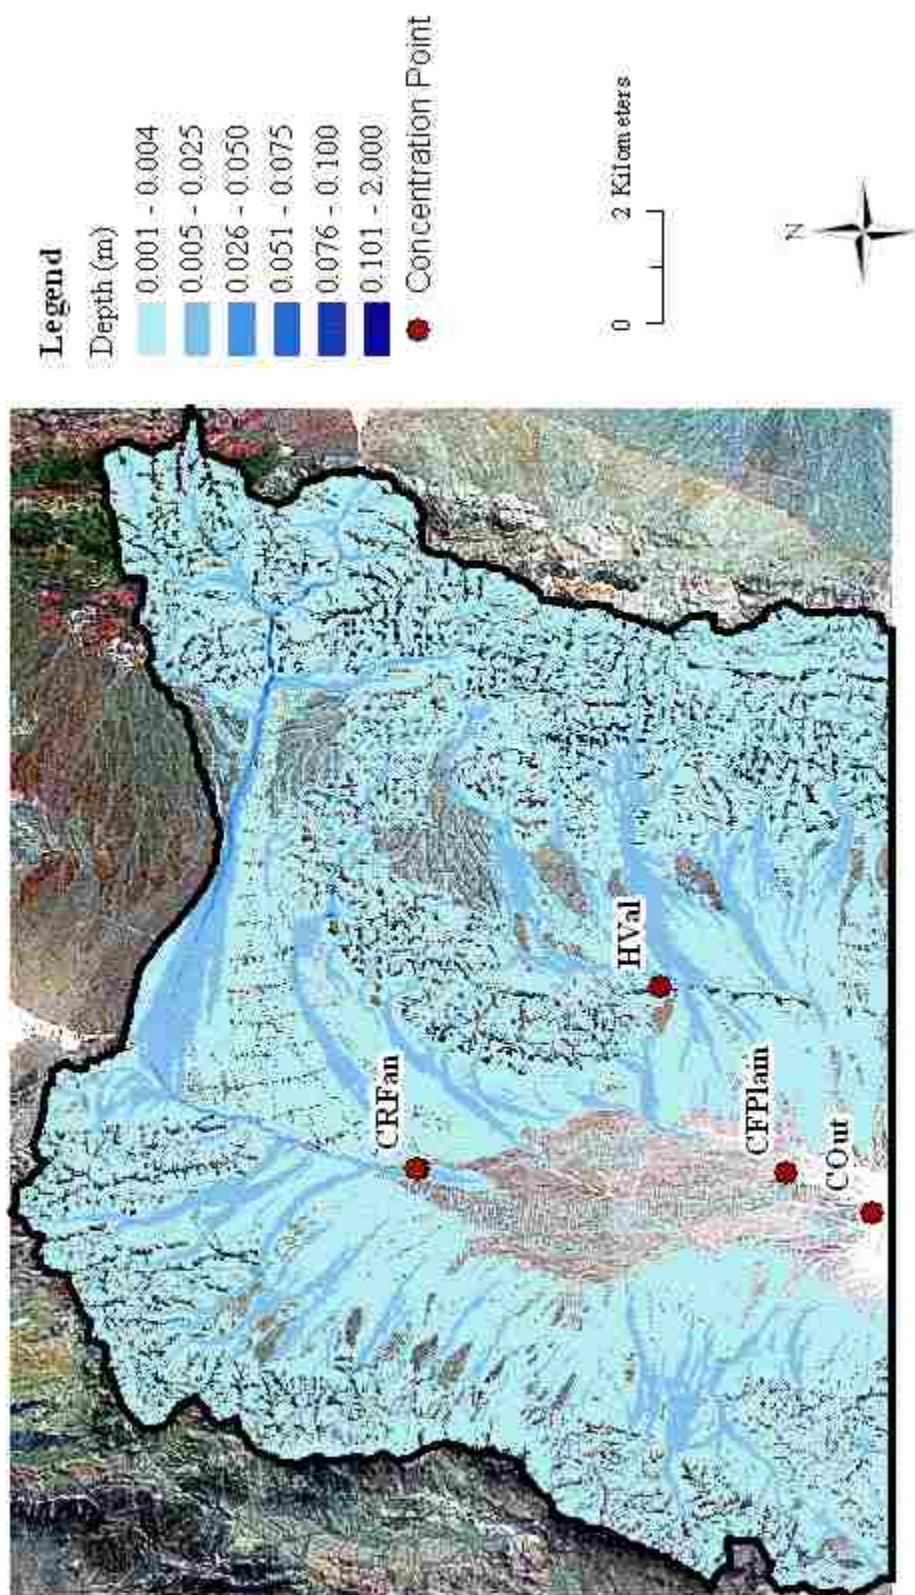 Legend
Depth (m)
0.001 - 0.004
0.005 - 0.025
0.026 - 0.050
0.051 - 0.075
0.076 - 0.100
0.101 - 2.000
Concentration Point
0 2 Kilometers
N
HVal
CRFan
CFPlain
COut